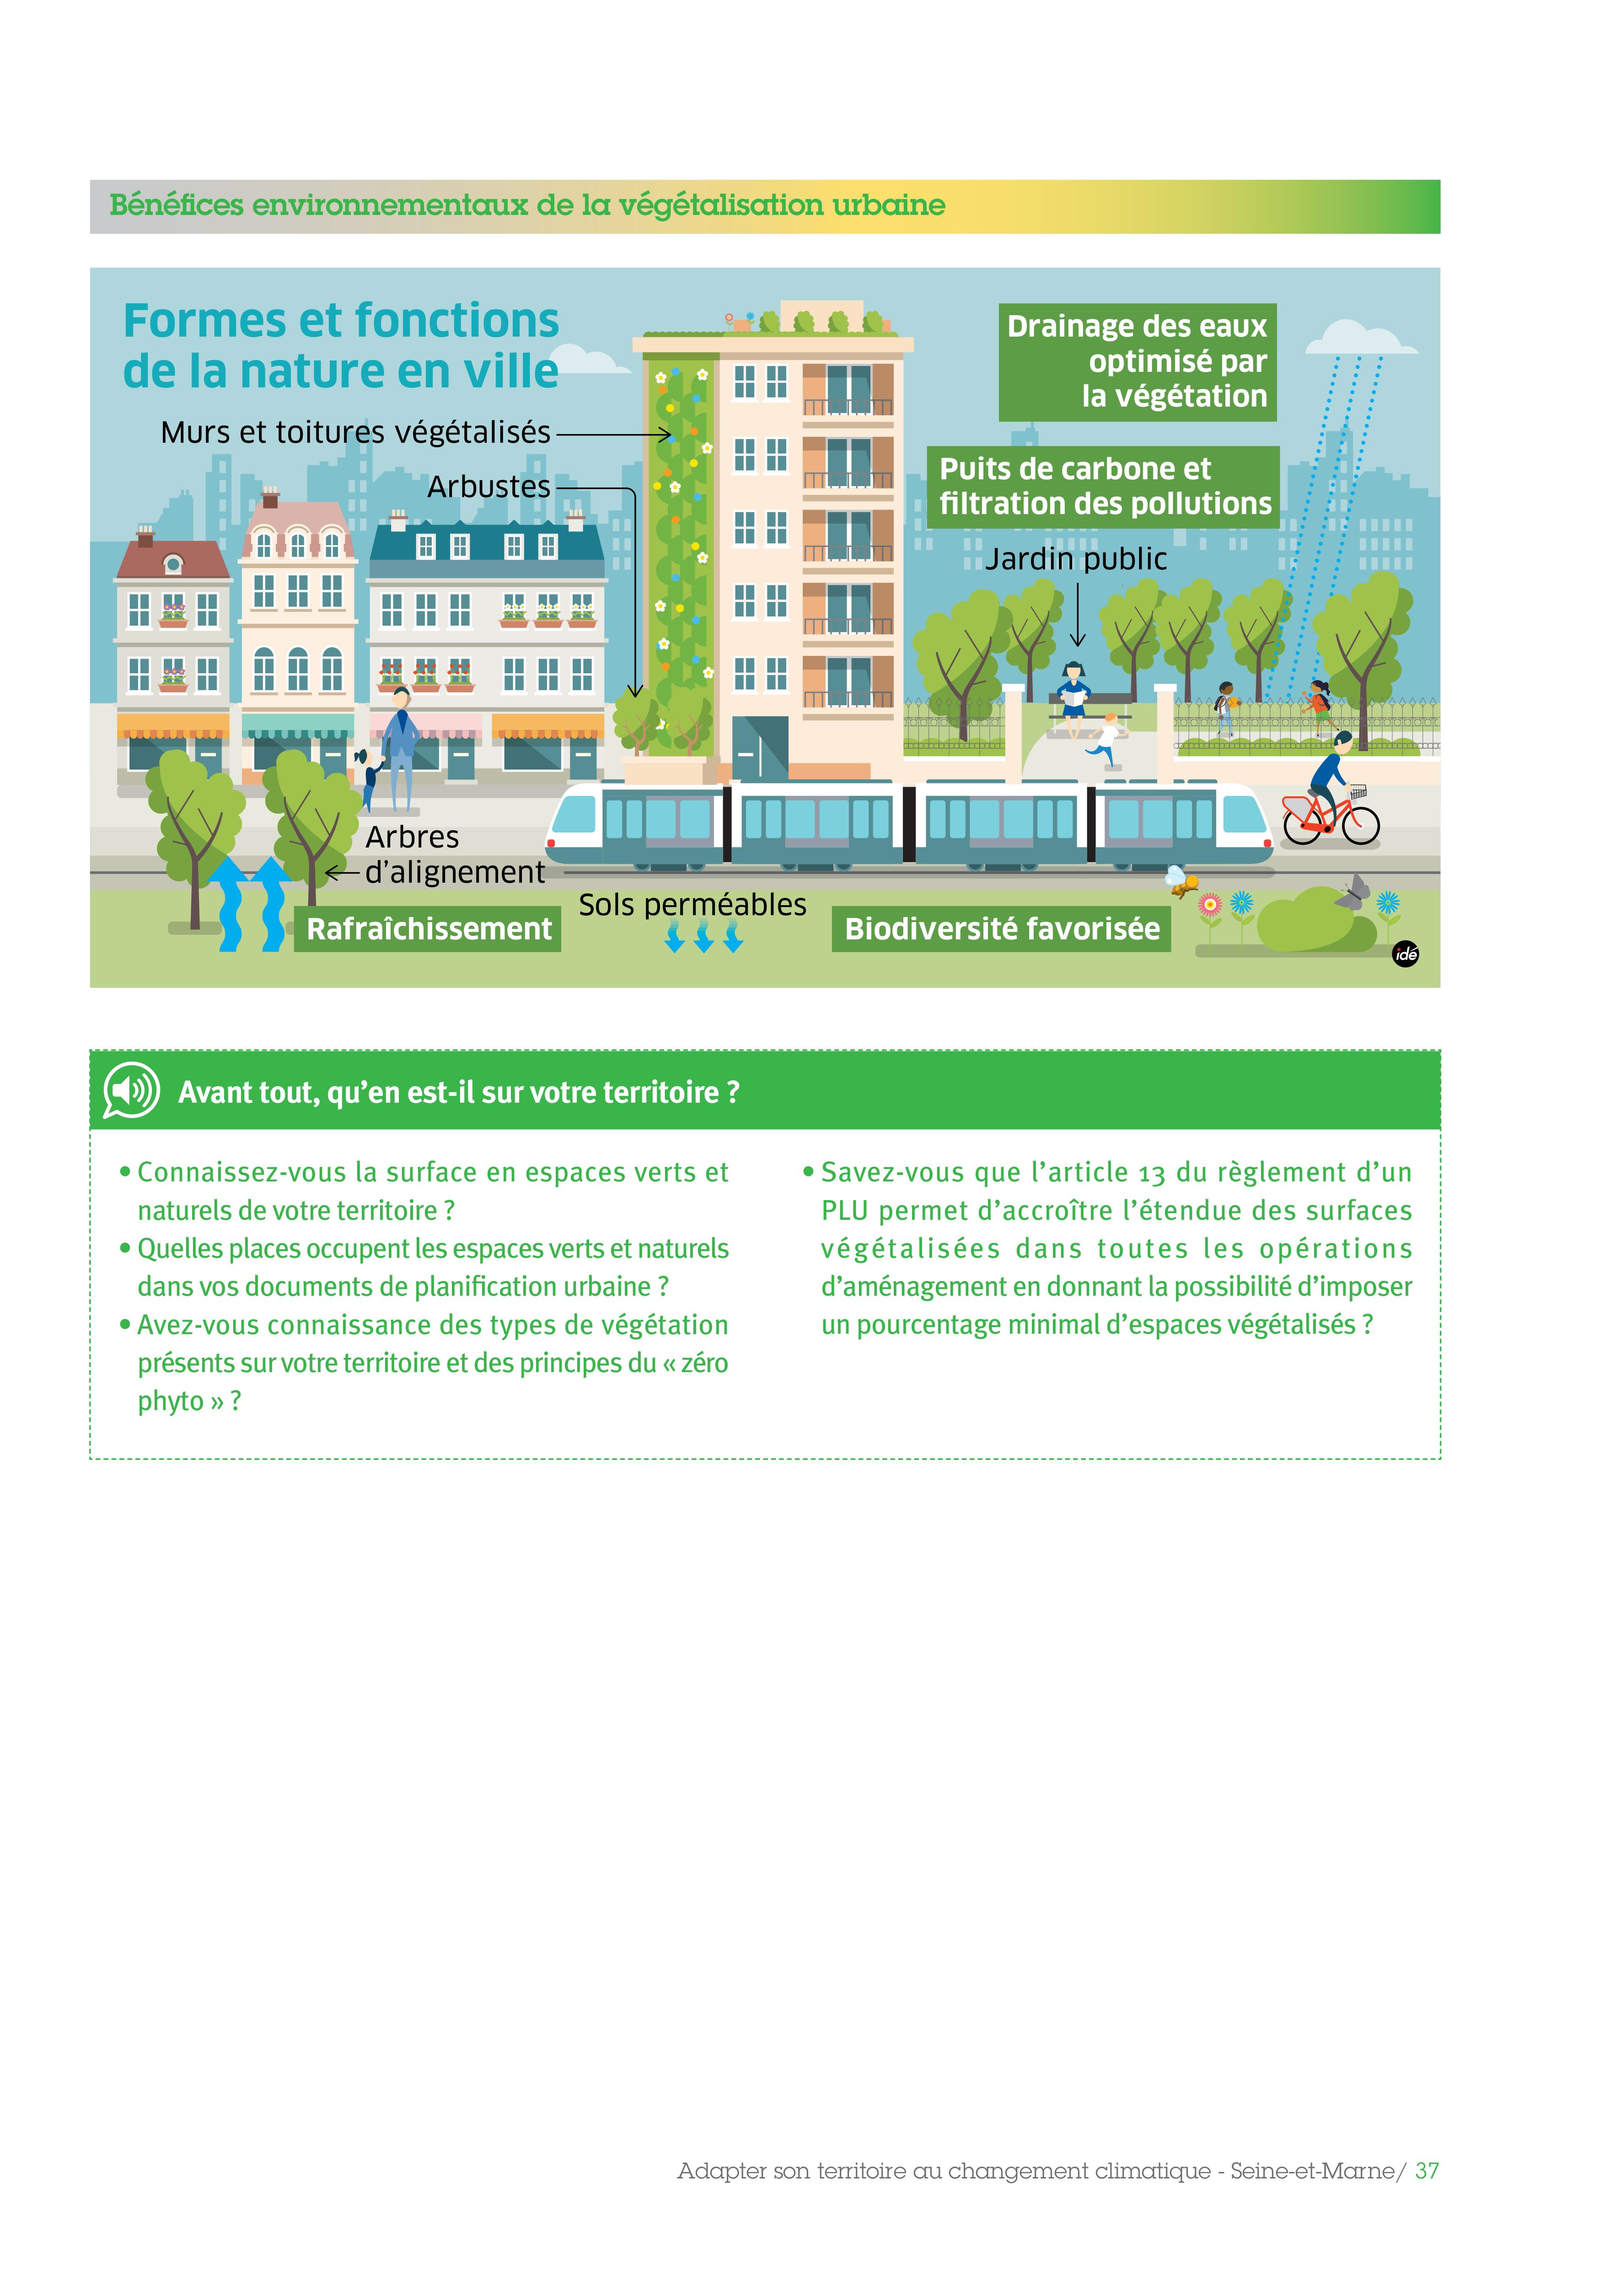 Bénéfices environnementaux de la végétalisation urbaine
Formes et fonctions
de la nature en ville
Murs et toitures végétalisés
Arbustes
Drainage des eaux
optimisé par
la végétation
Puits de carbone et
filtration des pollutions
Jardin public
Arbres
d’alignement
Rafraîchissement
Sols perméables
Biodiversité favorisée
idé
Avant tout, qu’en est-il sur votre territoire ?
• Connaissez-vous la surface en espaces verts et
naturels de votre territoire ?
• Quelles places occupent les espaces verts et naturels
dans vos documents de planification urbaine ?
• Avez-vous connaissance des types de végétation
présents sur votre territoire et des principes du « zéro
phyto » ?
• Savez-vous que l’article 13 du règlement d’un
PLU permet d’accroître l’étendue des surfaces
végétalisées dans toutes les opérations
d’aménagement en donnant la possibilité d’imposer
un pourcentage minimal d’espaces végétalisés ?
Adapter son territoire au changement climatique - Seine-et-Marne/ 37